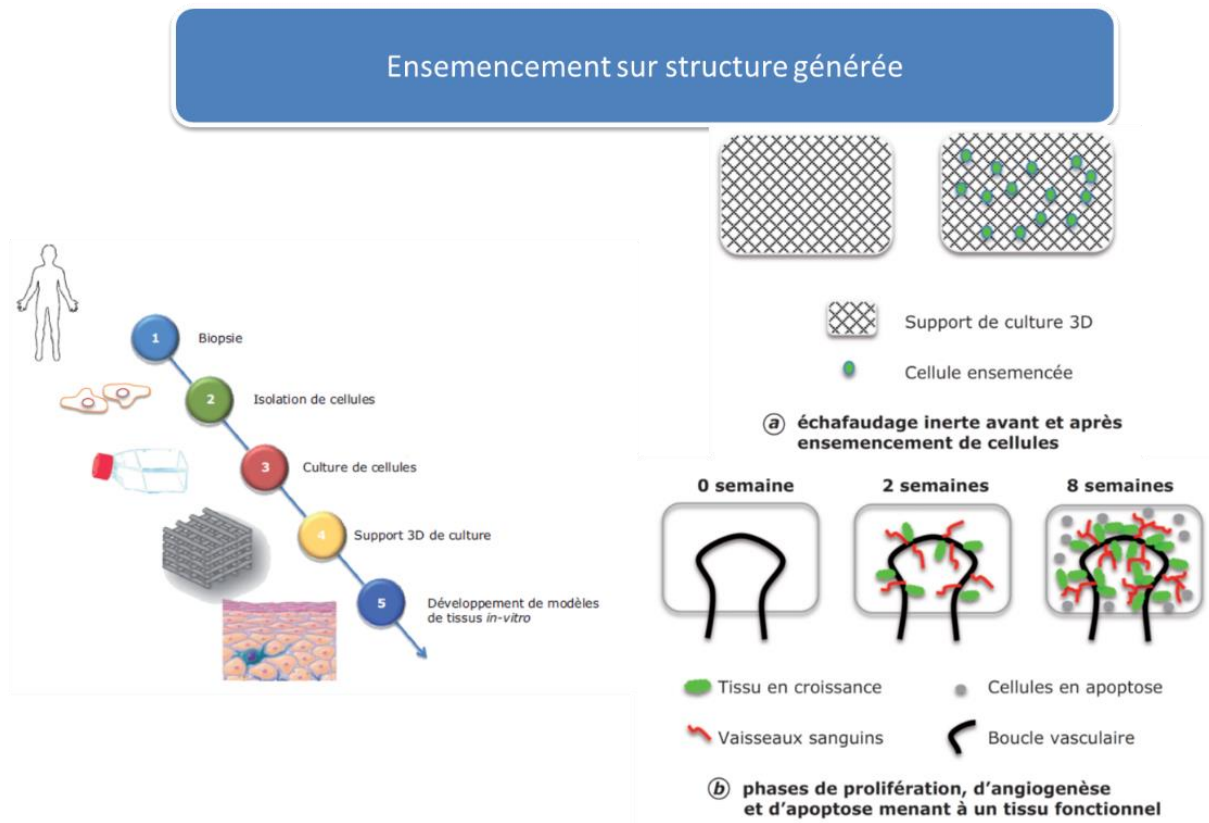 Ensemencement sur structure générée
1
Biopsie
2
Isolation de cellules
3
Culture de cellules
4
Support 3D de culture
5
Développement de modèles
de tissus in-vitro
Support de culture 3D
Cellule ensemencée
a échafaudage inerte avant et après
ensemencement de cellules
0 semaine 2 semaines 8 semaines
Tissu en croissance Cellules en apoptose
Vaisseaux sanguins Boucle vasculaire
b phases de prolifération, d’angiogenèse
et d’apoptose menant à un tissu fonctionnel